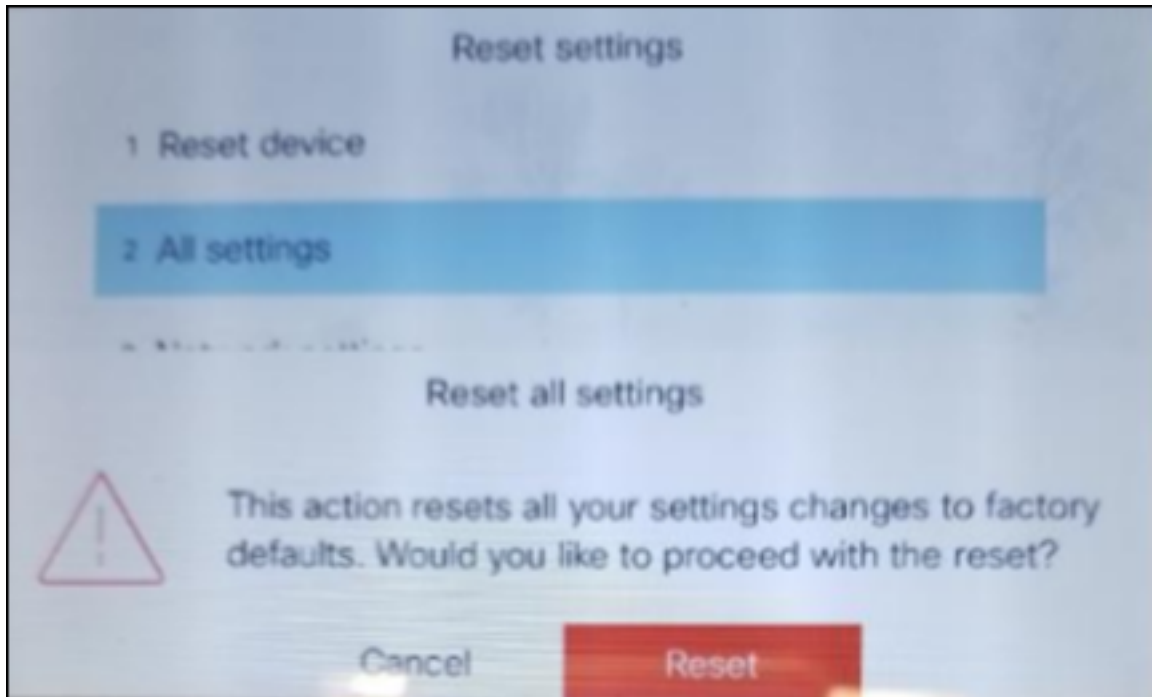 Reset settings
1 Reset device
2 All settings
Reset all settings
This action resets all your settings changes to factory
defaults. Would you like to proceed with the reset?
Cancel
Reset